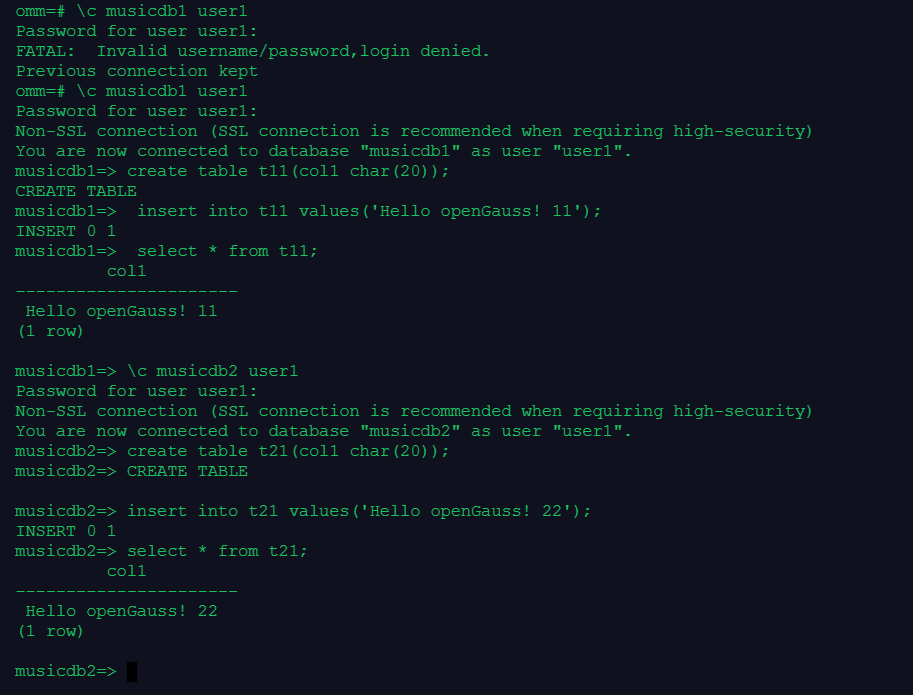 omm=# \c musicdb1 user1
Password for user user1:
FATAL:  Invalid username/password,login denied.
Previous connection kept
omm=# \c musicdb1 user1
Password for user user1:
Non-SSL connection (SSL connection is recommended when requiring high-security)
You are now connected to database "musicdb1" as user "user1".
musicdb1=> create table t11(col1 char(20));
CREATE TABLE
musicdb1=>  insert into t11 values('Hello openGauss! 11');
INSERT 0 1
musicdb1=>  select * from t11;
         col1
----------------------
 Hello openGauss! 11
(1 row)

musicdb1=> \c musicdb2 user1
Password for user user1:
Non-SSL connection (SSL connection is recommended when requiring high-security)
You are now connected to database "musicdb2" as user "user1".
musicdb2=> create table t21(col1 char(20));
musicdb2=> CREATE TABLE

musicdb2=> insert into t21 values('Hello openGauss! 22');
INSERT 0 1
musicdb2=> select * from t21;
         col1
----------------------
 Hello openGauss! 22
(1 row)

musicdb2=>